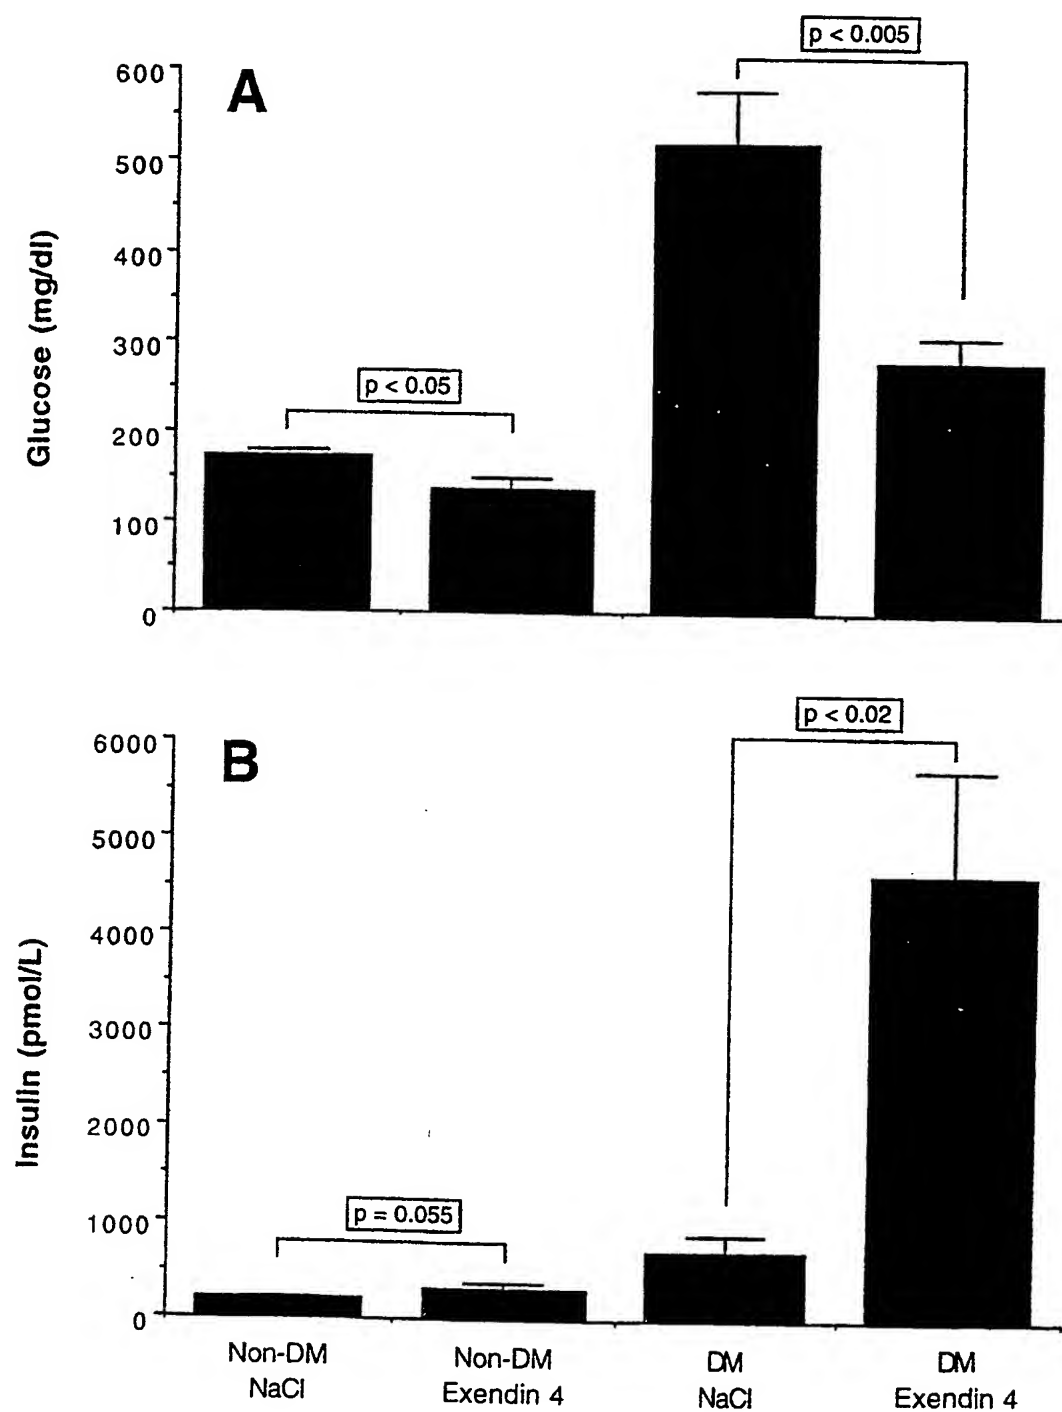 p < 0.005
A
600
500
400
300
200
100
0
Glucose (mg/dl)
p < 0.05
p < 0.02
B
6000
5000
4000
3000
2000
1000
0
Insulin (pmol/L)
p = 0.055
Non-DM
NaCl
Non-DM
Exendin 4
DM
NaCl
DM
Exendin 4